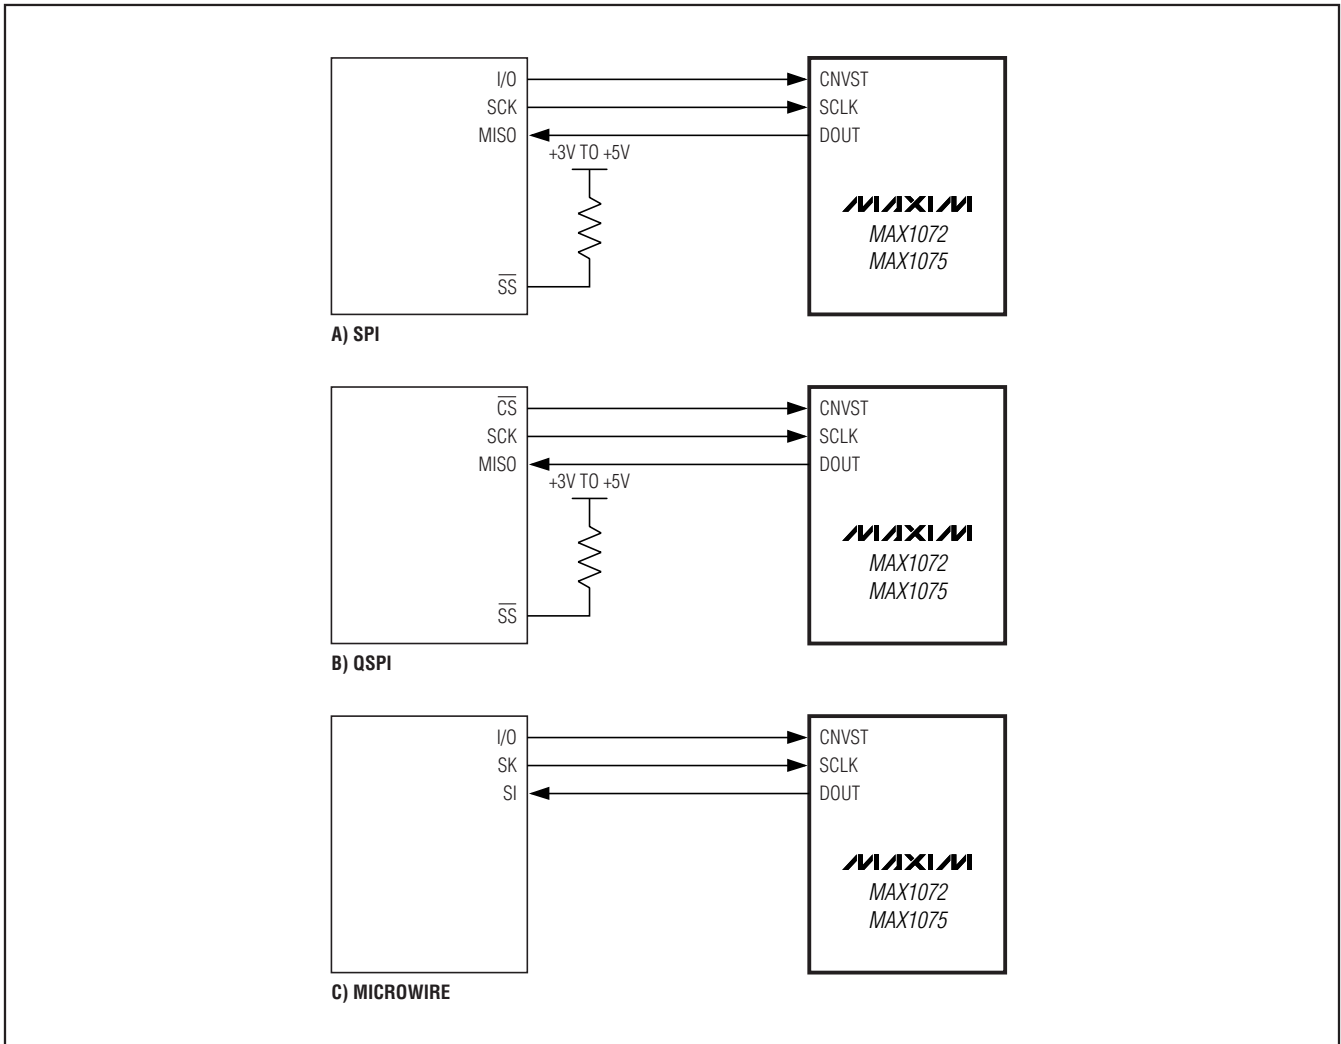 I/O CNVST
SCK SCLK
MISO DOUT
+3V TO +5V
MAXIM
MAX1072
MAX1075
SS
A) SPI
CS CNVST
SCK SCLK
MISO DOUT
+3V TO +5V
MAXIM
MAX1072
MAX1075
SS
B) QSPI
I/O CNVST
SK SCLK
SI DOUT
MAXIM
MAX1072
MAX1075
C) MICROWIRE